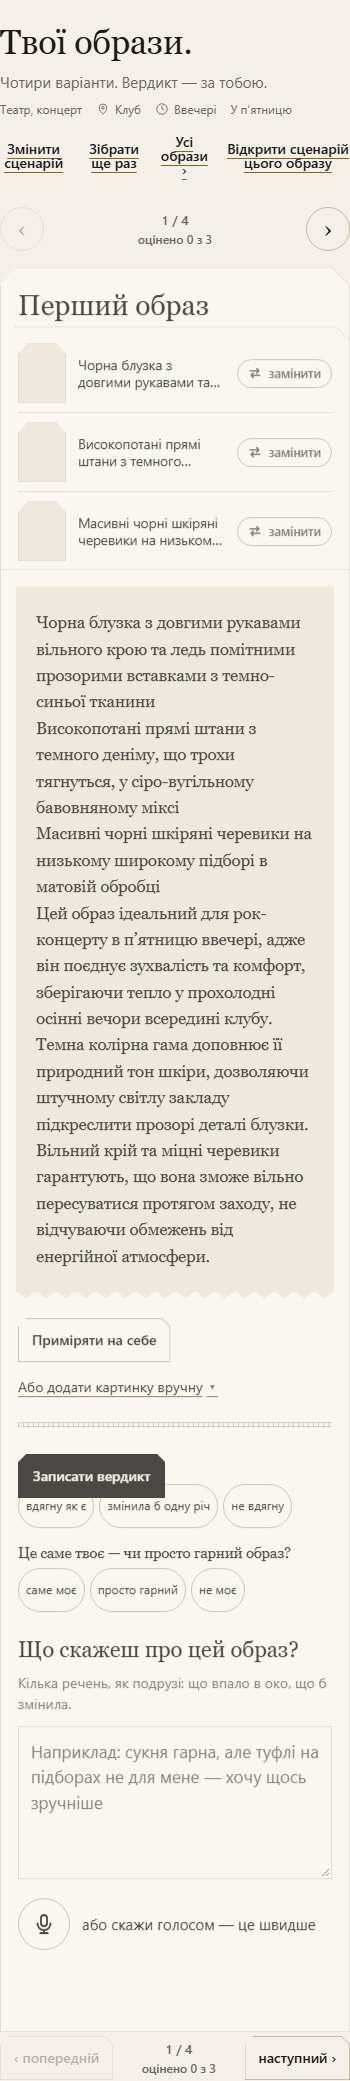 Твої образи.
Чотири варіанти. Вердикт — за тобою.
Театр, концерт Клуб Ввечері У п'ятницю
Змінити сценарій
Зібрати ще раз
Усі образи ›
Відкрити сценарій цього образу
‹
1 / 4
оцінено 0 з 3
›
Перший образ
Чорна блузка з
довгими рукавами та...
замінити
Високопотані прямі
штани з темного...
замінити
Масивні чорні шкіряні
черевики на низьком...
замінити
Чорна блузка з довгими рукавами
вільного крою та ледь помітними
прозорими вставками з темно-
синьої тканини
Високопотані прямі штани з
темного деніму, що трохи
тягнуться, у сіро-вугільному
бавовняному міксі
Масивні чорні шкіряні черевики на
низькому широкому підборі в
матовій обробці
Цей образ ідеальний для рок-
концерту в п'ятницю ввечері, адже
він поєднує зухвалість та комфорт,
зберігаючи тепло у прохолодні
осінні вечори всередині клубу.
Темна колірна гама доповнює її
природний тон шкіри, дозволяючи
штучному світлу закладу
підкреслити прозорі деталі блузки.
Вільний крій та міцні черевики
гарантують, що вона зможе вільно
пересуватися протягом заходу, не
відчуваючи обмежень від
енергійної атмосфери.
Приміряти на себе
Або додати картинку вручну
Записати вердикт
вдягну як є змінила б одну річ не вдягну
Це саме твоє — чи просто гарний образ?
саме моє просто гарний не моє
Що скажеш про цей образ?
Кілька речень, як подрузі: що впало в око, що б
змінила.
Наприклад: сукня гарна, але туфлі на
підборах не для мене — хочу щось
зручніше
або скажи голосом — це швидше
‹ попередній
1 / 4
оцінено 0 з 3
наступний ›